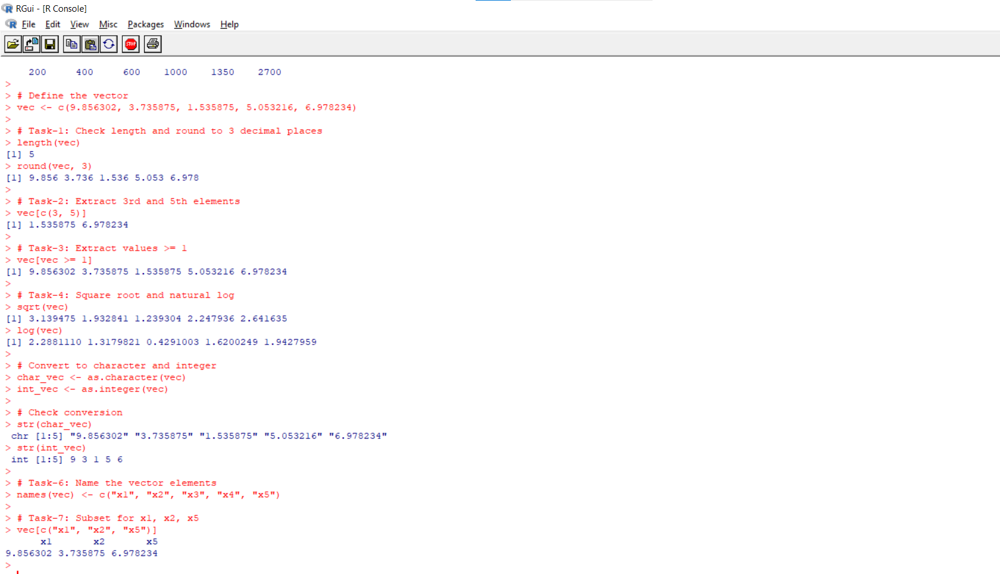 RGui - [R Console]
File Edit View Misc Packages Windows Help
STOP
200 400 600 1000 1350 2700
>
> # Define the vector
> vec <- c(9.856302, 3.735875, 1.535875, 5.053216, 6.978234)
>
> # Task-1: Check length and round to 3 decimal places
> length(vec)
[1] 5
> round(vec, 3)
[1] 9.856 3.736 1.536 5.053 6.978
>
> # Task-2: Extract 3rd and 5th elements
> vec[c(3, 5)]
[1] 1.535875 6.978234
>
> # Task-3: Extract values >= 1
> vec[vec >= 1]
[1] 9.856302 3.735875 1.535875 5.053216 6.978234
>
> # Task-4: Square root and natural log
> sqrt(vec)
[1] 3.139475 1.932841 1.239304 2.247936 2.641635
> log(vec)
[1] 2.2881110 1.3179821 0.4291003 1.6200249 1.9427959
>
> # Convert to character and integer
> char_vec <- as.character(vec)
> int_vec <- as.integer(vec)
>
> # Check conversion
> str(char_vec)
chr [1:5] "9.856302" "3.735875" "1.535875" "5.053216" "6.978234"
> str(int_vec)
int [1:5] 9 3 1 5 6
>
> # Task-6: Name the vector elements
> names(vec) <- c("x1", "x2", "x3", "x4", "x5")
>
> # Task-7: Subset for x1, x2, x5
> vec[c("x1", "x2", "x5")]
x1 x2 x5
9.856302 3.735875 6.978234
>